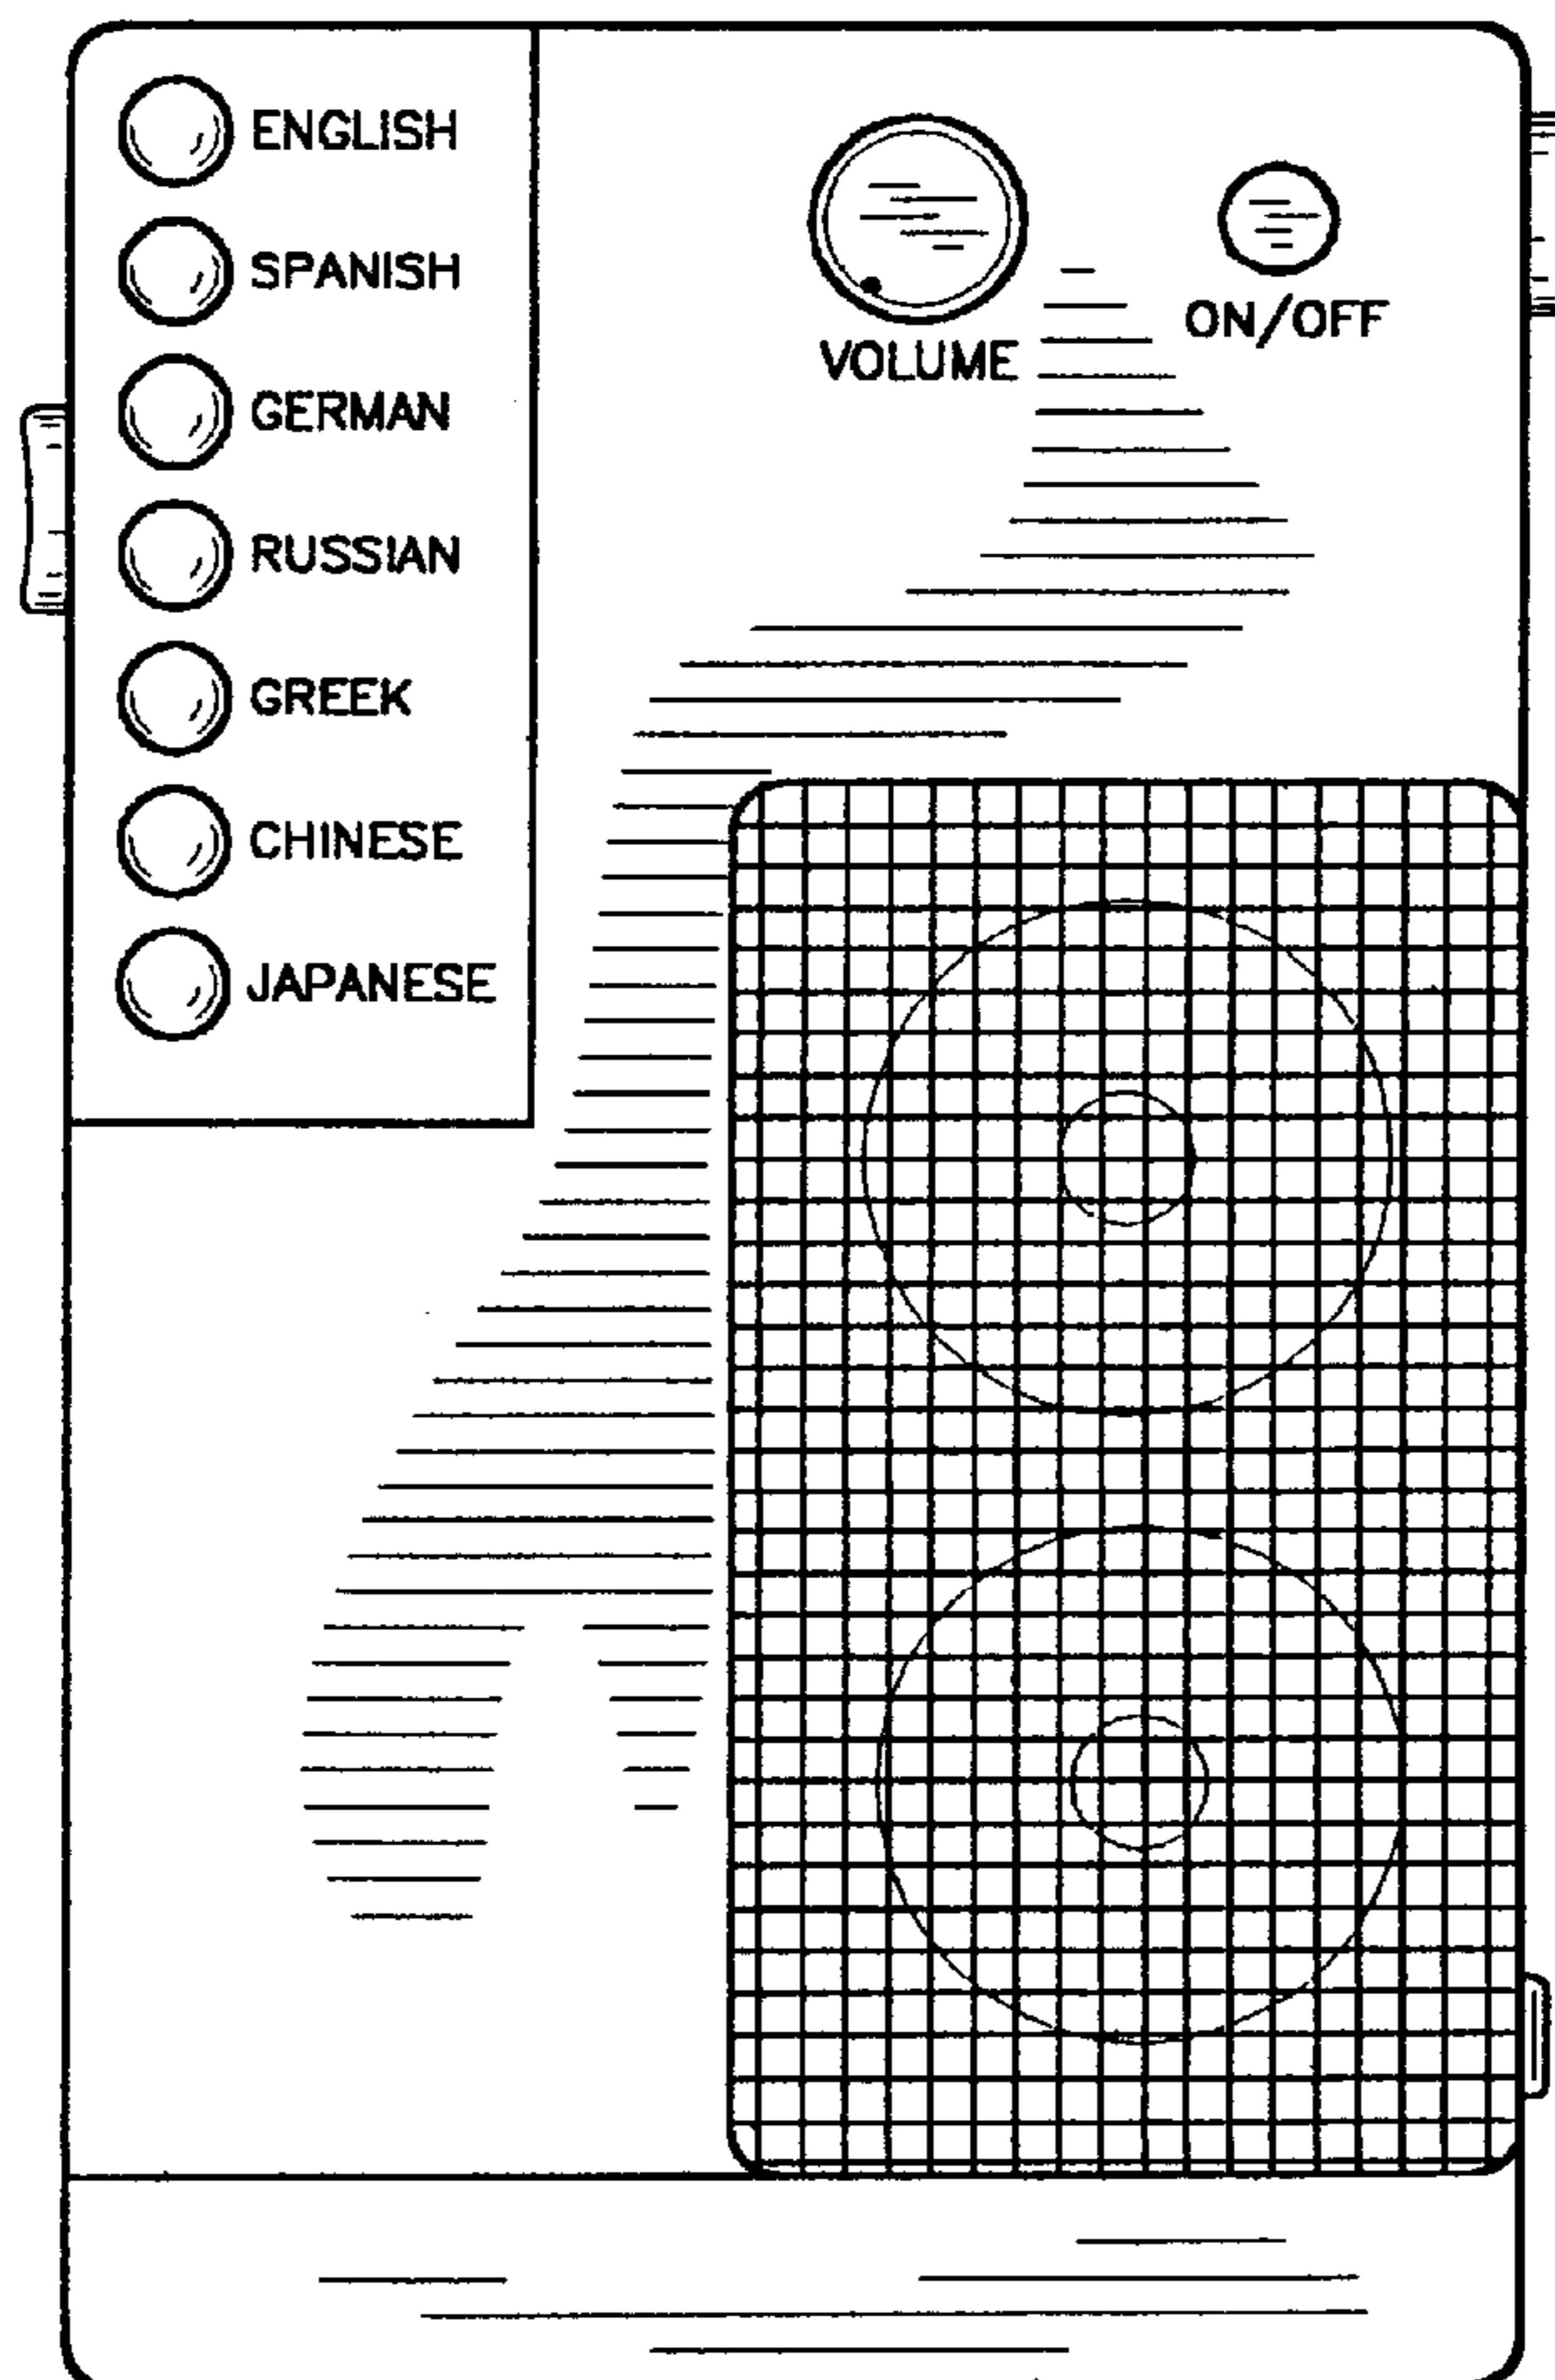 ENGLISH
SPANISH
GERMAN
RUSSIAN
GREEK
CHINESE
JAPANESE
VOLUME
ON/OFF